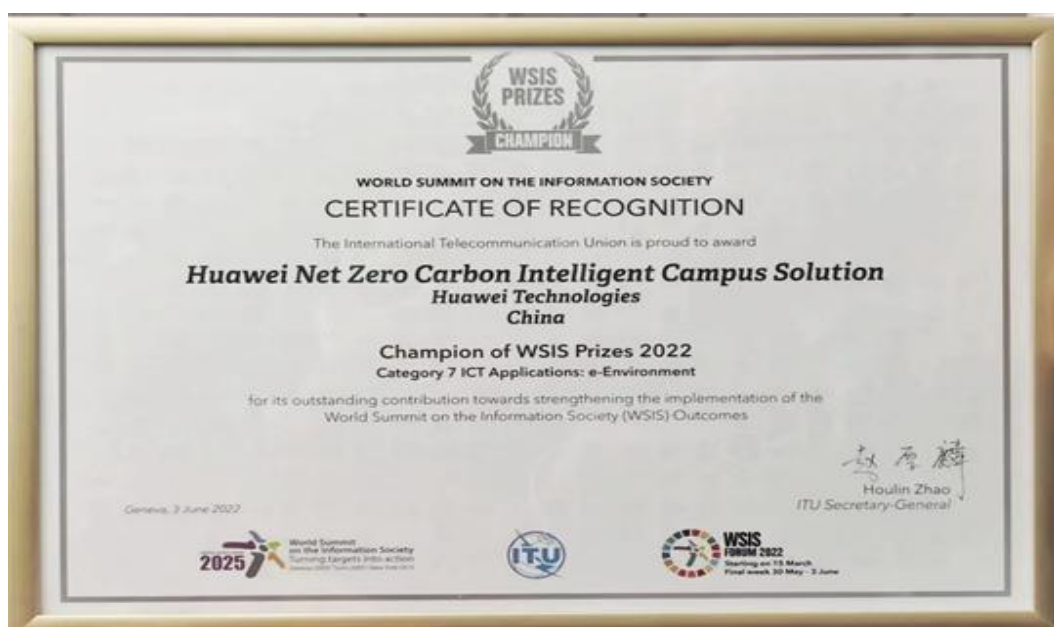 WSIS
PRIZES
CHAMPION
WORLD SUMMIT ON THE INFORMATION SOCIETY
CERTIFICATE OF RECOGNITION
The International Telecommunication Union is proud to award
Huawei Net Zero Carbon Intelligent Campus Solution
Huawei Technologies
China
Champion of WSIS Prizes 2022
Category 7 ICT Applications: e-Environment
for its outstanding contribution towards strengthening the implementation of the
World Summit on the Information Society (WSIS) Outcomes
赵厚麟
Houlin Zhao
ITU Secretary-General
Geneva, 3 June 2022
2025
World Summit
on the Information Society
Turning targets into action
ITU
WSIS
FORUM 2022
Starting on 15 March
Final week 30 May - 3 June